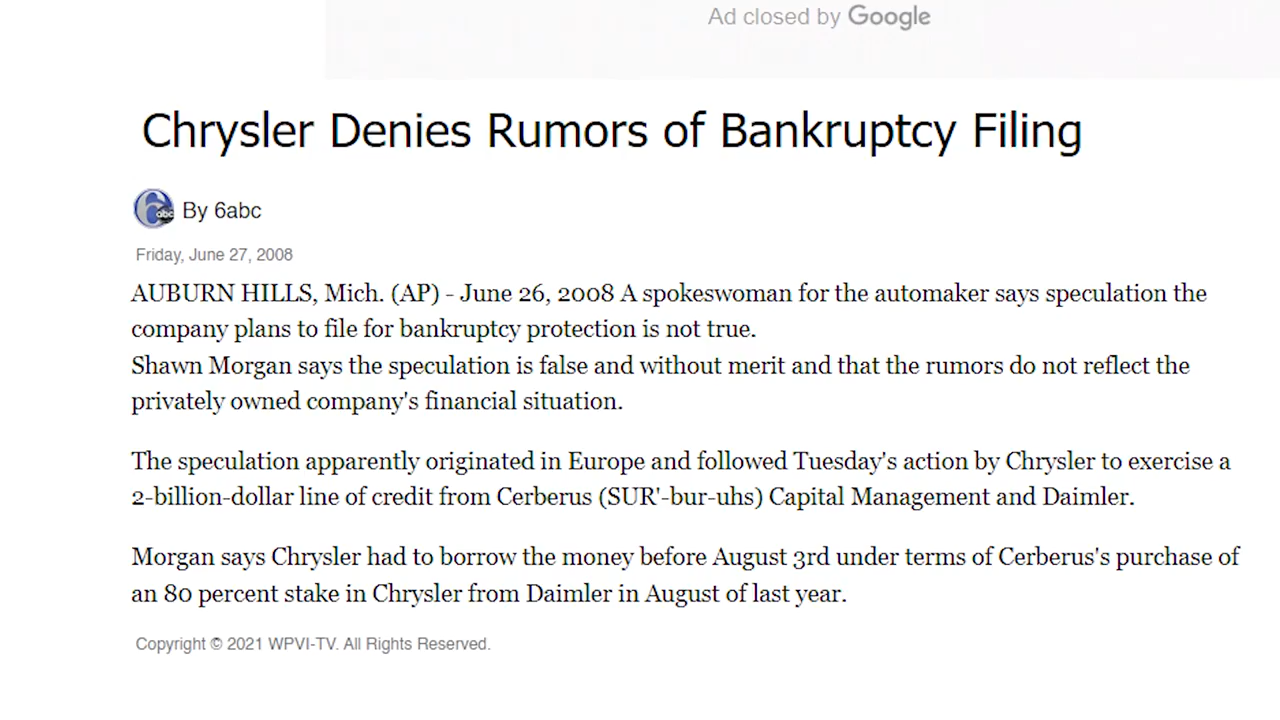 Ad closed by Google
Chrysler Denies Rumors of Bankruptcy Filing
6 abc
By 6abc
Friday, June 27, 2008
AUBURN HILLS, Mich. (AP) - June 26, 2008 A spokeswoman for the automaker says speculation the
company plans to file for bankruptcy protection is not true.
Shawn Morgan says the speculation is false and without merit and that the rumors do not reflect the
privately owned company's financial situation.
The speculation apparently originated in Europe and followed Tuesday's action by Chrysler to exercise a
2-billion-dollar line of credit from Cerberus (SUR'-bur-uhs) Capital Management and Daimler.
Morgan says Chrysler had to borrow the money before August 3rd under terms of Cerberus's purchase of
an 80 percent stake in Chrysler from Daimler in August of last year.
Copyright © 2021 WPVI-TV. All Rights Reserved.